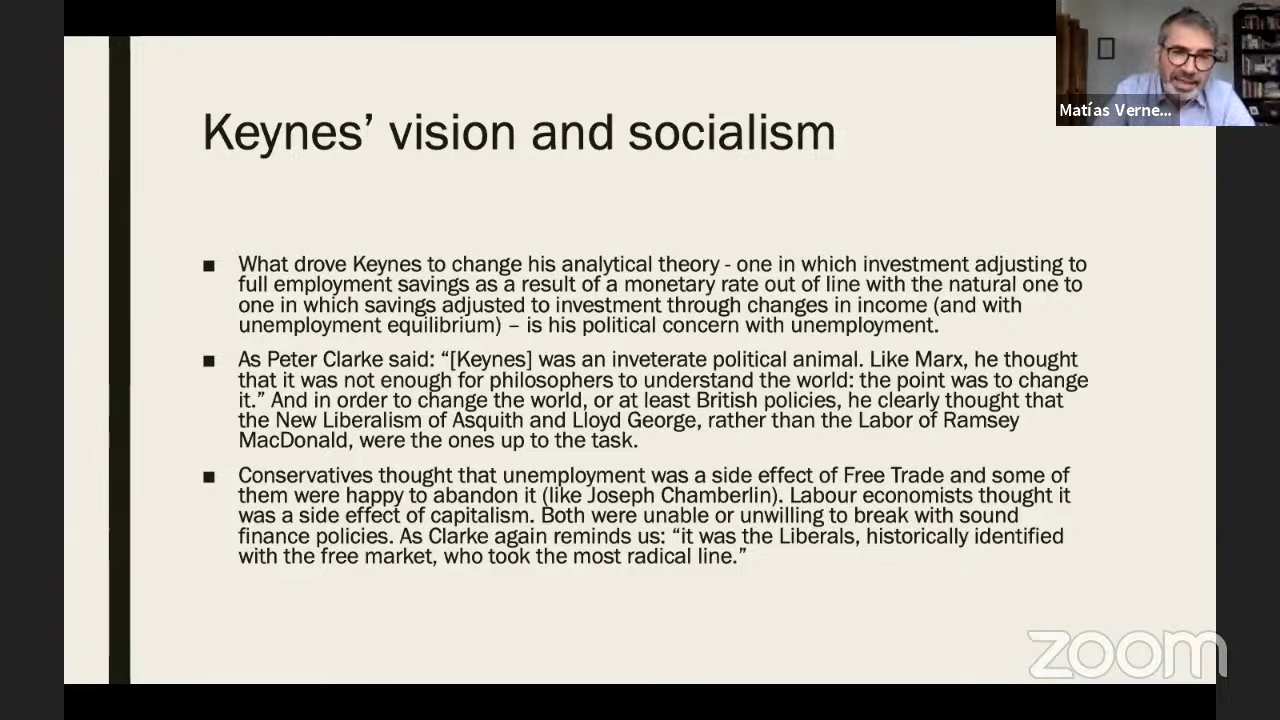 Matías Verne...
Keynes’ vision and socialism
■ What drove Keynes to change his analytical theory - one in which investment adjusting to
full employment savings as a result of a monetary rate out of line with the natural one to
one in which savings adjusted to investment through changes in income (and with
unemployment equilibrium) – is his political concern with unemployment.
■ As Peter Clarke said: “[Keynes] was an inveterate political animal. Like Marx, he thought
that it was not enough for philosophers to understand the world: the point was to change
it.” And in order to change the world, or at least British policies, he clearly thought that
the New Liberalism of Asquith and Lloyd George, rather than the Labor of Ramsey
MacDonald, were the ones up to the task.
■ Conservatives thought that unemployment was a side effect of Free Trade and some of
them were happy to abandon it (like Joseph Chamberlin). Labour economists thought it
was a side effect of capitalism. Both were unable or unwilling to break with sound
finance policies. As Clarke again reminds us: “it was the Liberals, historically identified
with the free market, who took the most radical line.”
zoom